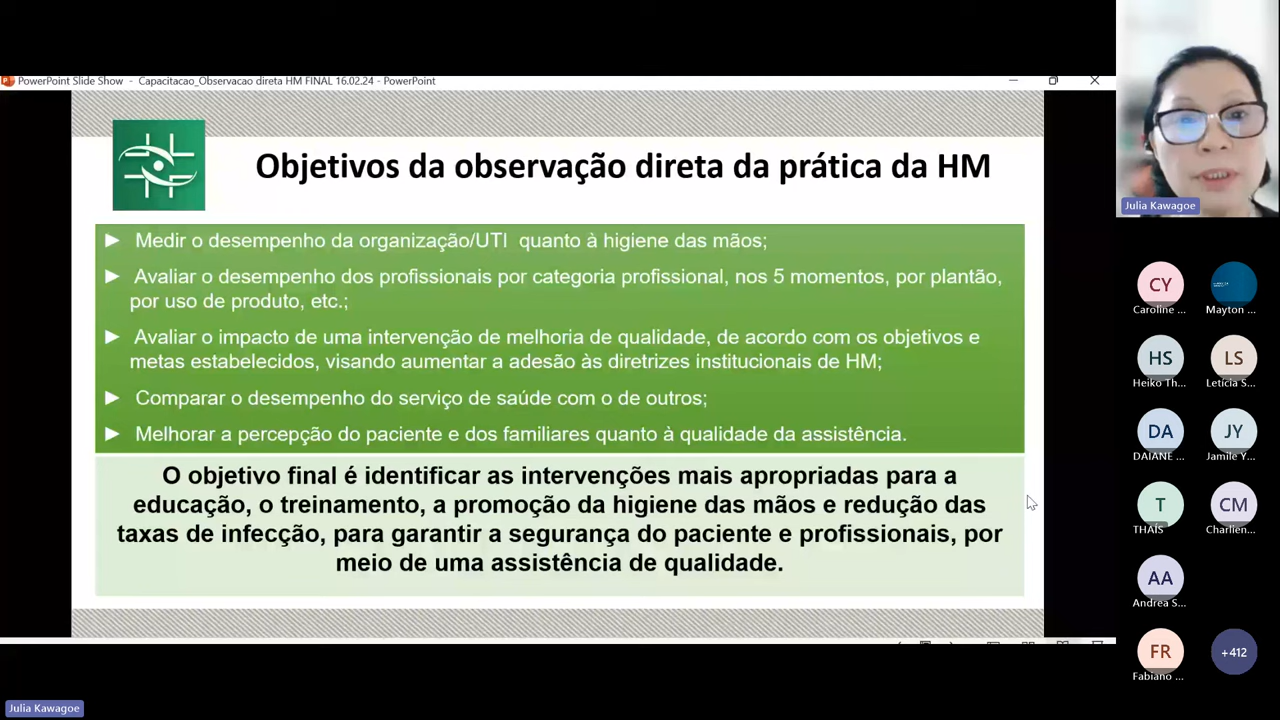 PowerPoint Slide Show - Capacitacao_Observacao direta HM FINAL 16.02.24 - PowerPoint
Objetivos da observação direta da prática da HM
► Medir o desempenho da organização/UTI quanto à higiene das mãos;
► Avaliar o desempenho dos profissionais por categoria profissional, nos 5 momentos, por plantão,
por uso de produto, etc.;
► Avaliar o impacto de uma intervenção de melhoria de qualidade, de acordo com os objetivos e
metas estabelecidos, visando aumentar a adesão às diretrizes institucionais de HM;
► Comparar o desempenho do serviço de saúde com o de outros;
► Melhorar a percepção do paciente e dos familiares quanto à qualidade da assistência.
O objetivo final é identificar as intervenções mais apropriadas para a
educação, o treinamento, a promoção da higiene das mãos e redução das
taxas de infecção, para garantir a segurança do paciente e profissionais, por
meio de uma assistência de qualidade.
Julia Kawagoe
CY
Caroline ...
Mayton ...
HS
Heiko Th...
LS
Letícia S...
DA
DAIANE ...
JY
Jamile Y...
T
THAÍS
CM
Charlien...
AA
Andrea S...
FR
Fabiano ...
+412
Julia Kawagoe